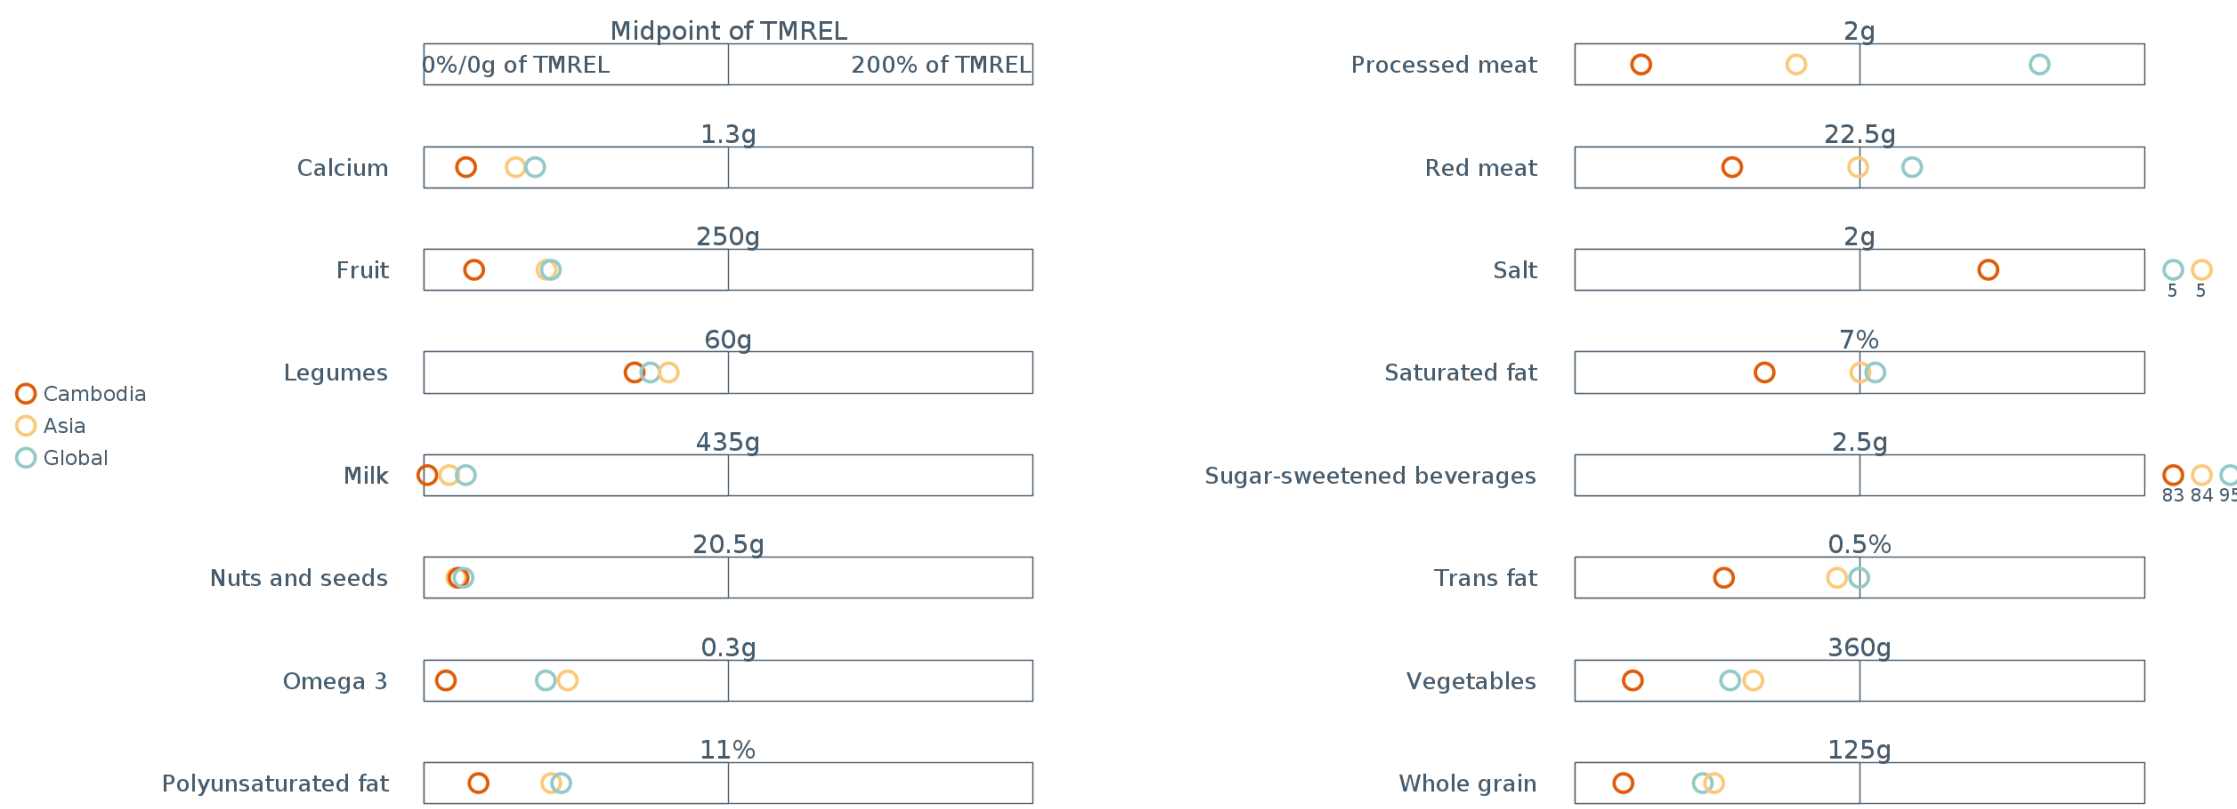 Midpoint of TMREL
0%/0g of TMREL
200% of TMREL
Calcium
1.3g
Fruit
250g
Legumes
60g
Milk
435g
Nuts and seeds
20.5g
Omega 3
0.3g
Polyunsaturated fat
11%
Cambodia
Asia
Global
Processed meat
2g
Red meat
22.5g
Salt
2g
5 5
Saturated fat
7%
Sugar-sweetened beverages
2.5g
83 84 95
Trans fat
0.5%
Vegetables
360g
Whole grain
125g